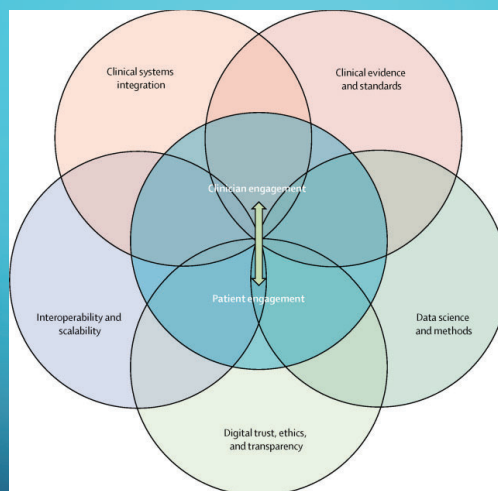 Clinical systems
integration
Clinical evidence
and standards
Clinician engagement
Patient engagement
Interoperability and
scalability
Data science
and methods
Digital trust, ethics,
and transparency